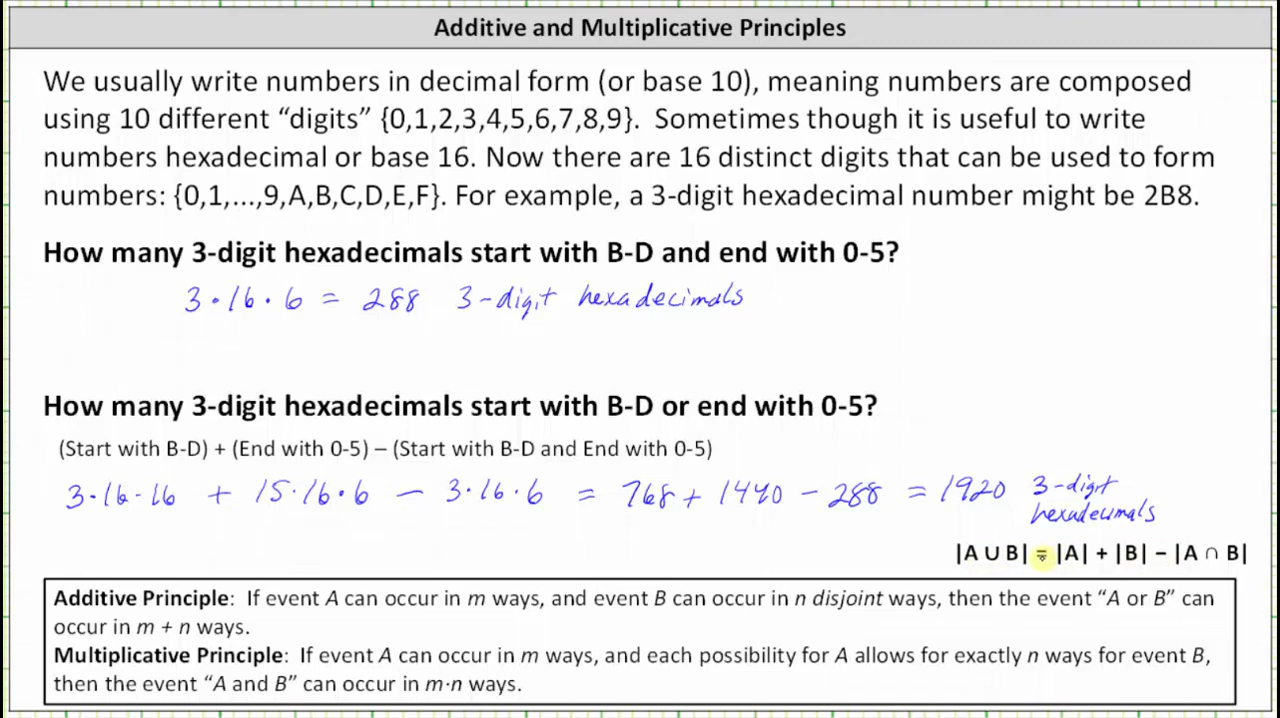 Additive and Multiplicative Principles
We usually write numbers in decimal form (or base 10), meaning numbers are composed
using 10 different “digits” {0,1,2,3,4,5,6,7,8,9}. Sometimes though it is useful to write
numbers hexadecimal or base 16. Now there are 16 distinct digits that can be used to form
numbers: {0,1,...,9,A,B,C,D,E,F}. For example, a 3-digit hexadecimal number might be 2B8.
How many 3-digit hexadecimals start with B-D and end with 0-5?
3·16·6 = 288 3-digit hexadecimals
How many 3-digit hexadecimals start with B-D or end with 0-5?
(Start with B-D) + (End with 0-5) – (Start with B-D and End with 0-5)
3·16·16 + 15·16·6 – 3·16·6 = 768 + 1440 – 288 = 1920 3-digit
hexadecimals
|A ∪ B| = |A| + |B| − |A ∩ B|
Additive Principle: If event A can occur in m ways, and event B can occur in n disjoint ways, then the event “A or B” can
occur in m + n ways.
Multiplicative Principle: If event A can occur in m ways, and each possibility for A allows for exactly n ways for event B,
then the event “A and B” can occur in m·n ways.